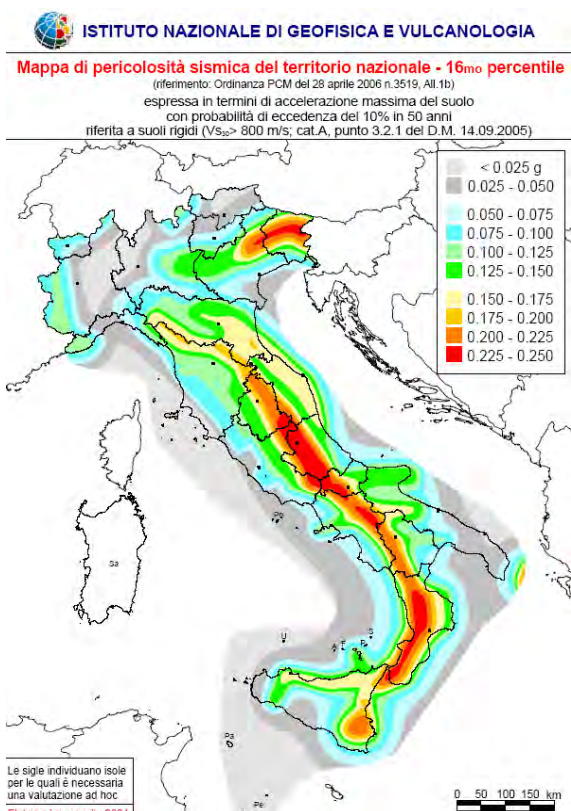 ISTITUTO NAZIONALE DI GEOFISICA E VULCANOLOGIA
Mappa di pericolosità sismica del territorio nazionale - 16mo percentile
(riferimento: Ordinanza PCM del 28 aprile 2006 n.3519, All.1b)
espressa in termini di accelerazione massima del suolo
con probabilità di eccedenza del 10% in 50 anni
riferita a suoli rigidi (Vs30> 800 m/s; cat.A, punto 3.2.1 del D.M. 14.09.2005)
< 0.025 g
0.025 - 0.050
0.050 - 0.075
0.075 - 0.100
0.100 - 0.125
0.125 - 0.150
0.150 - 0.175
0.175 - 0.200
0.200 - 0.225
0.225 - 0.250
Sa
U
Pa
Pe
Le sigle individuano isole
per le quali è necessaria
una valutazione ad hoc
0 50 100 150 km